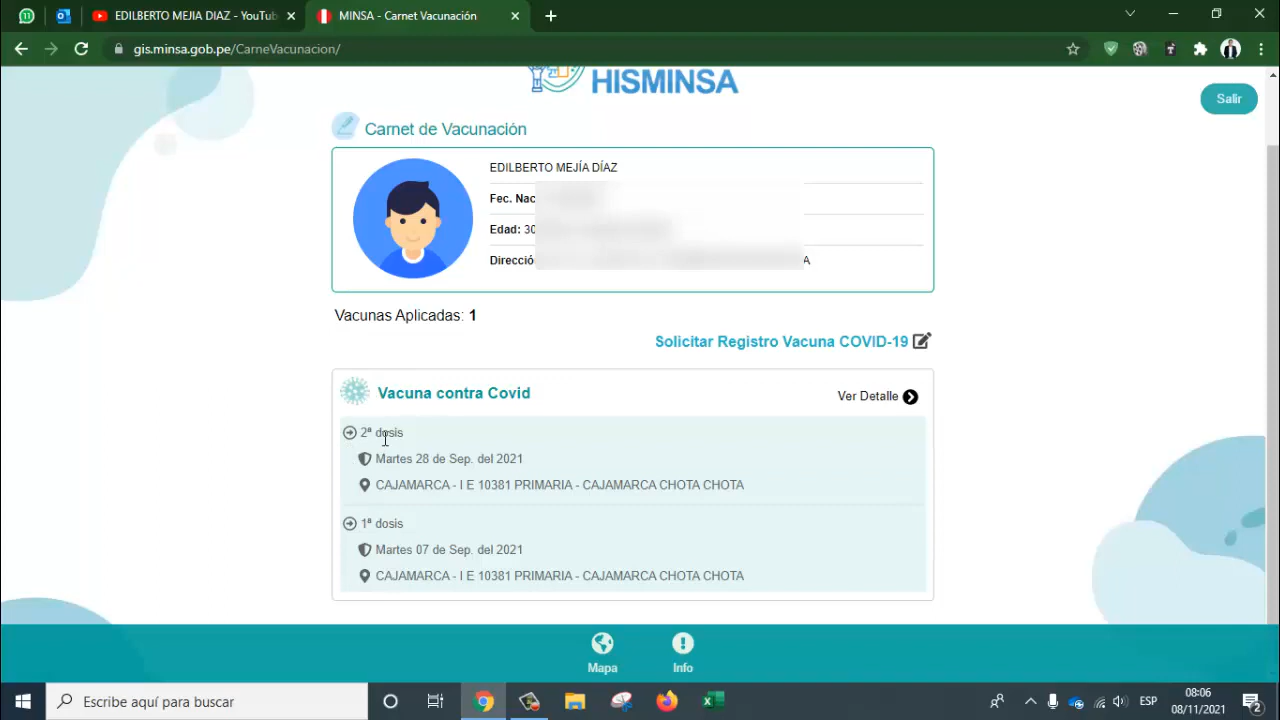 EDILBERTO MEJIA DIAZ - YouTub
MINSA - Carnet Vacunación
gis.minsa.gob.pe/CarneVacunacion/
HISMINSA
Salir
Carnet de Vacunación
EDILBERTO MEJÍA DÍAZ
Fec. Nac
Edad: 30
Direcció
A
Vacunas Aplicadas: 1
Solicitar Registro Vacuna COVID-19
Vacuna contra Covid
Ver Detalle
2ª dosis
Martes 28 de Sep. del 2021
CAJAMARCA - I E 10381 PRIMARIA - CAJAMARCA CHOTA CHOTA
1ª dosis
Martes 07 de Sep. del 2021
CAJAMARCA - I E 10381 PRIMARIA - CAJAMARCA CHOTA CHOTA
Mapa
Info
Escribe aquí para buscar
ESP
08:06
08/11/2021
2